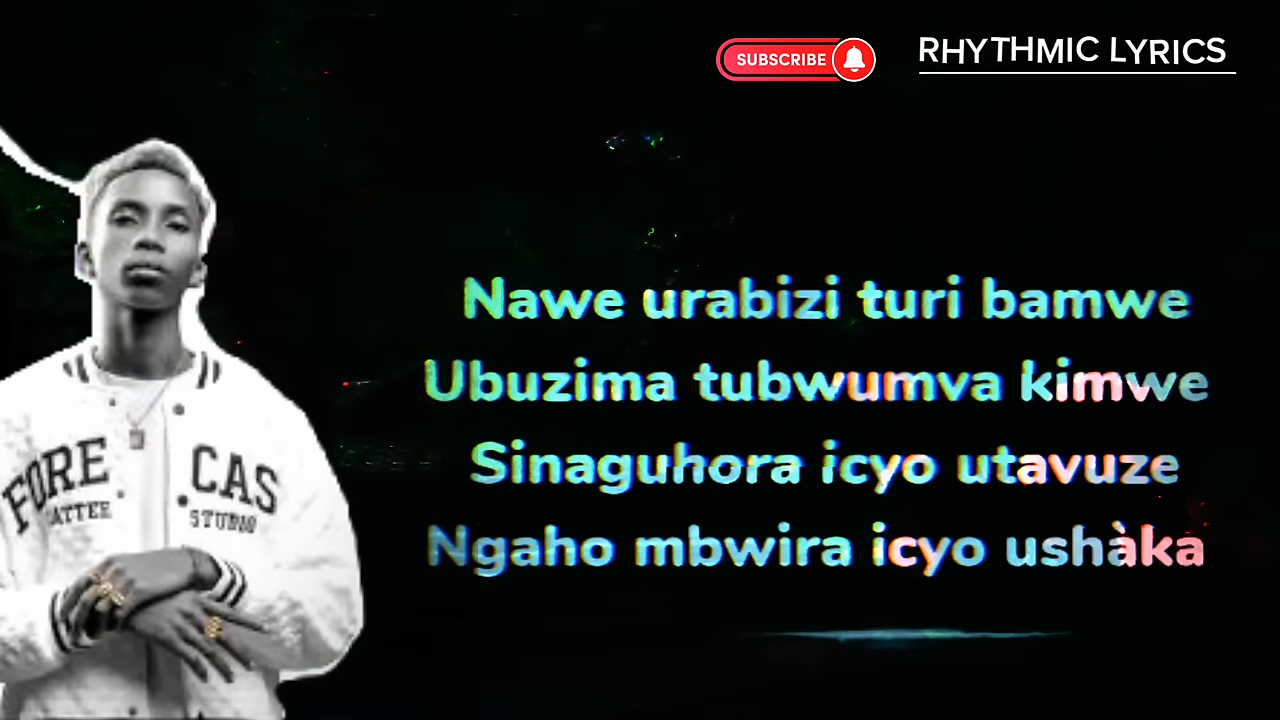 SUBSCRIBE
RHYTHMIC LYRICS
Nawe urabizi turi bamwe
Ubuzima tubwumva kimwe
Sinaguhora icyo utavuze
Ngaho mbwira icyo ushàka
FORE CAS
STUDIO